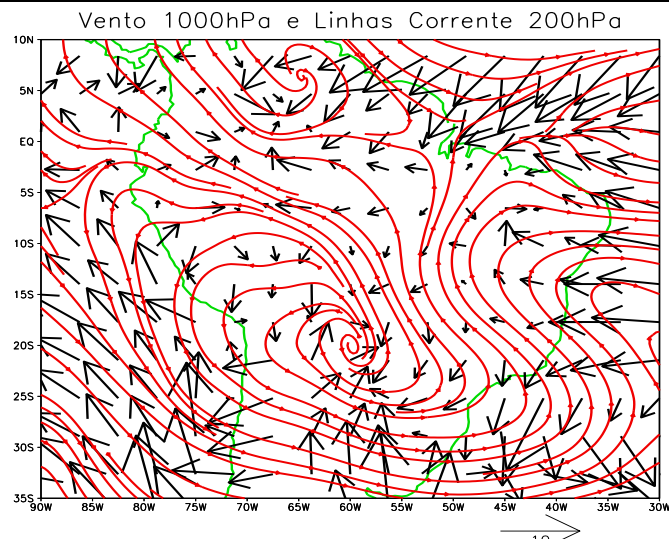 Vento 1000hPa e Linhas Corrente 200hPa
10N
5N
EQ
5S
10S
15S
20S
25S
30S
35S
90W 85W 80W 75W 70W 65W 60W 55W 50W 45W 40W 35W 30W